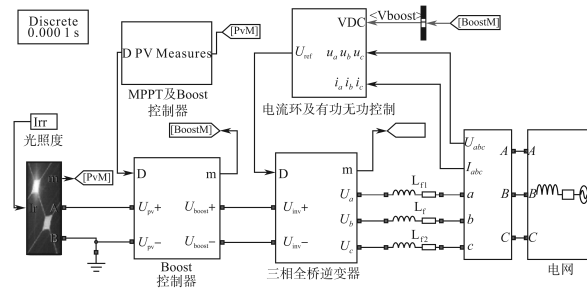 Discrete
0.000 1 s
D PV Measures
[PvM]
MPPT及Boost
控制器
VDC
<Vboost>
[BoostM]
Uref
ua ub uc
ia ib ic
电流环及有功无功控制
Irr
光照度
[BoostM]
m
[PvM]
Ir
A
B
D
m
Upv+
Uboost+
Upv−
Uboost−
Boost
控制器
D
m
Uinv+
Ua
Ub
Uinv−
Uc
三相全桥逆变器
Lf1
Lf
Lf2
Uabc
Iabc
a
b
c
A
B
C
A
B
C
电网